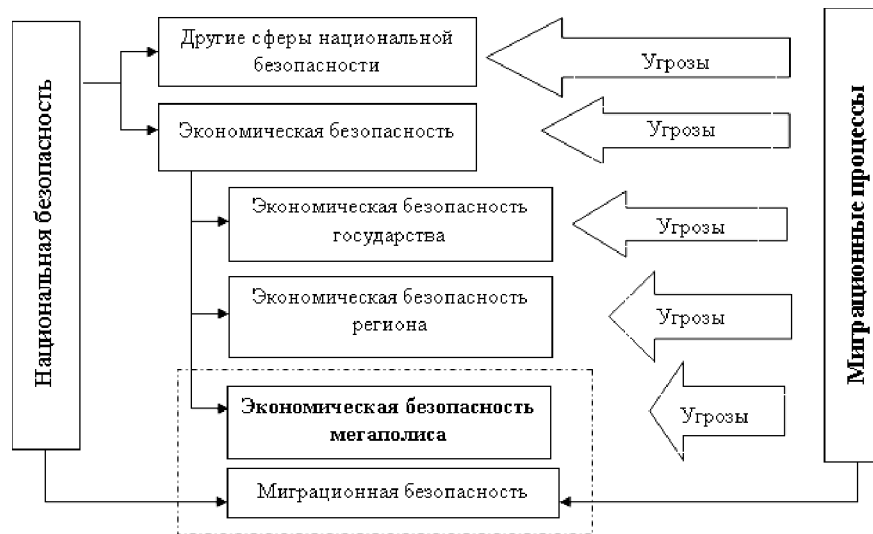 Национальная безопасность
Другие сферы национальной
безопасности
Угрозы
Экономическая безопасность
Угрозы
Экономическая безопасность
государства
Угрозы
Экономическая безопасность
региона
Угрозы
Экономическая безопасность
мегаполиса
Угрозы
Миграционная безопасность
Миграционные процессы